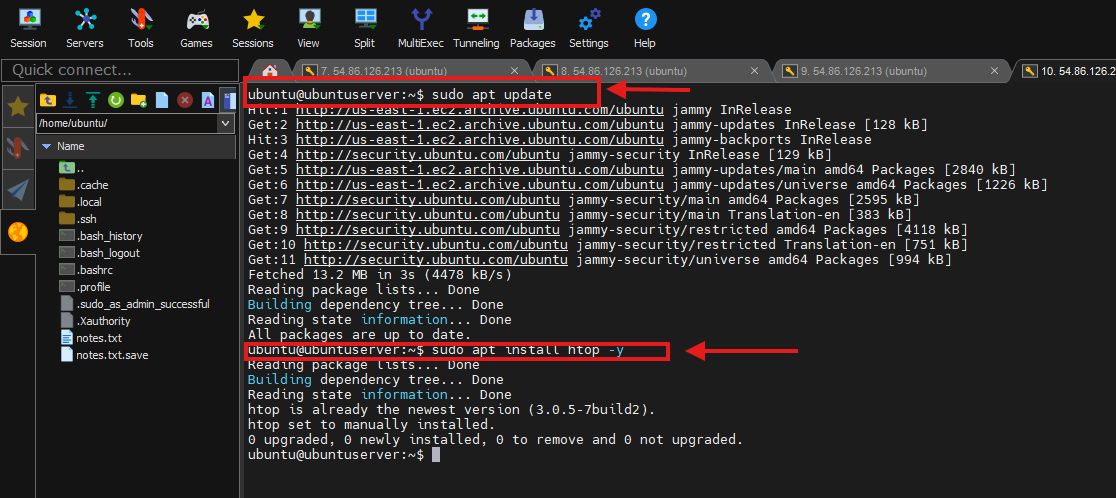 Session Servers Tools Games Sessions View Split MultiExec Tunneling Packages Settings Help
Quick connect...
7. 54.86.126.213 (ubuntu)
8. 54.86.126.213 (ubuntu)
9. 54.86.126.213 (ubuntu)
10. 54.86.126.2
/home/ubuntu/
Name
..
.cache
.local
.ssh
.bash_history
.bash_logout
.bashrc
.profile
.sudo_as_admin_successful
.Xauthority
notes.txt
notes.txt.save
ubuntu@ubuntuserver:~$ sudo apt update
Hit:1 http://us-east-1.ec2.archive.ubuntu.com/ubuntu jammy InRelease
Get:2 http://us-east-1.ec2.archive.ubuntu.com/ubuntu jammy-updates InRelease [128 kB]
Hit:3 http://us-east-1.ec2.archive.ubuntu.com/ubuntu jammy-backports InRelease
Get:4 http://security.ubuntu.com/ubuntu jammy-security InRelease [129 kB]
Get:5 http://us-east-1.ec2.archive.ubuntu.com/ubuntu jammy-updates/main amd64 Packages [2840 kB]
Get:6 http://us-east-1.ec2.archive.ubuntu.com/ubuntu jammy-updates/universe amd64 Packages [1226 kB]
Get:7 http://security.ubuntu.com/ubuntu jammy-security/main amd64 Packages [2595 kB]
Get:8 http://security.ubuntu.com/ubuntu jammy-security/main Translation-en [383 kB]
Get:9 http://security.ubuntu.com/ubuntu jammy-security/restricted amd64 Packages [4118 kB]
Get:10 http://security.ubuntu.com/ubuntu jammy-security/restricted Translation-en [751 kB]
Get:11 http://security.ubuntu.com/ubuntu jammy-security/universe amd64 Packages [994 kB]
Fetched 13.2 MB in 3s (4478 kB/s)
Reading package lists... Done
Building dependency tree... Done
Reading state information... Done
All packages are up to date.
ubuntu@ubuntuserver:~$ sudo apt install htop -y
Reading package lists... Done
Building dependency tree... Done
Reading state information... Done
htop is already the newest version (3.0.5-7build2).
htop set to manually installed.
0 upgraded, 0 newly installed, 0 to remove and 0 not upgraded.
ubuntu@ubuntuserver:~$